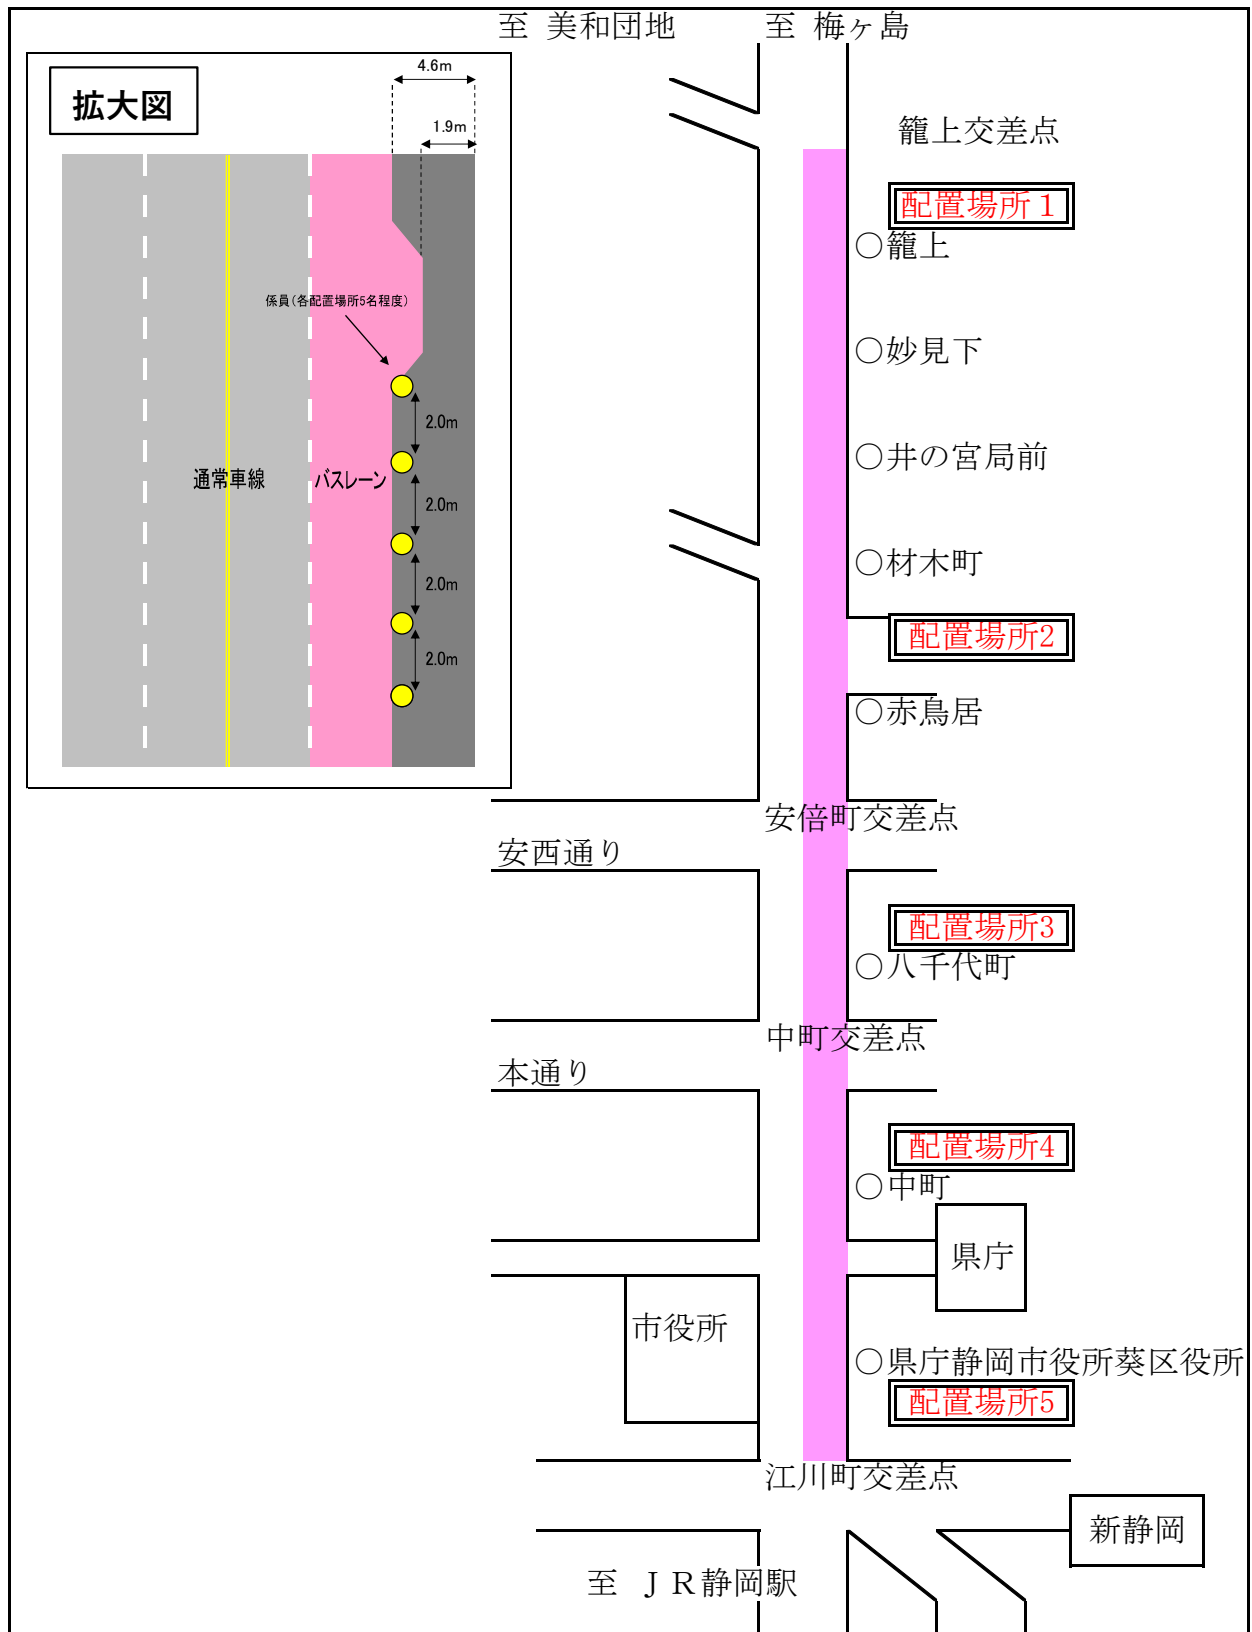 至 美和団地
至 梅ヶ島
拡大図
4.6m
1.9m
係員（各配置場所5名程度）
2.0m
2.0m
2.0m
2.0m
通常車線
バスレーン
籠上交差点
配置場所１
○籠上
○妙見下
○井の宮局前
○材木町
配置場所2
○赤鳥居
安倍町交差点
安西通り
配置場所3
○八千代町
中町交差点
本通り
配置場所4
○中町
県庁
市役所
○県庁静岡市役所葵区役所
配置場所5
江川町交差点
新静岡
至 ＪＲ静岡駅